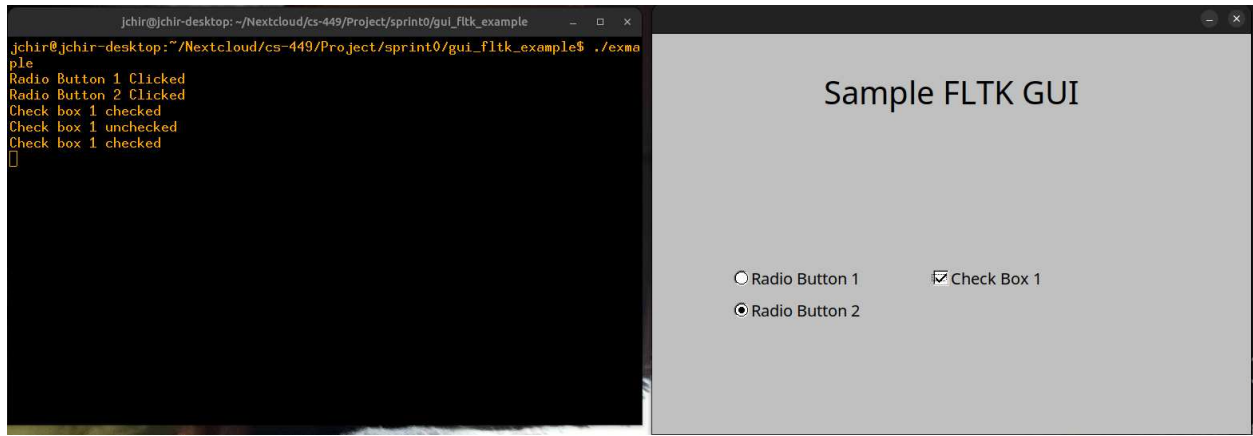 jchir@jchir-desktop: ~/Nextcloud/cs-449/Project/sprint0/gui_fltk_example
jchir@jchir-desktop:~/Nextcloud/cs-449/Project/sprint0/gui_fltk_example$ ./exma
ple
Radio Button 1 Clicked
Radio Button 2 Clicked
Check box 1 checked
Check box 1 unchecked
Check box 1 checked
Sample FLTK GUI
Radio Button 1
Check Box 1
Radio Button 2